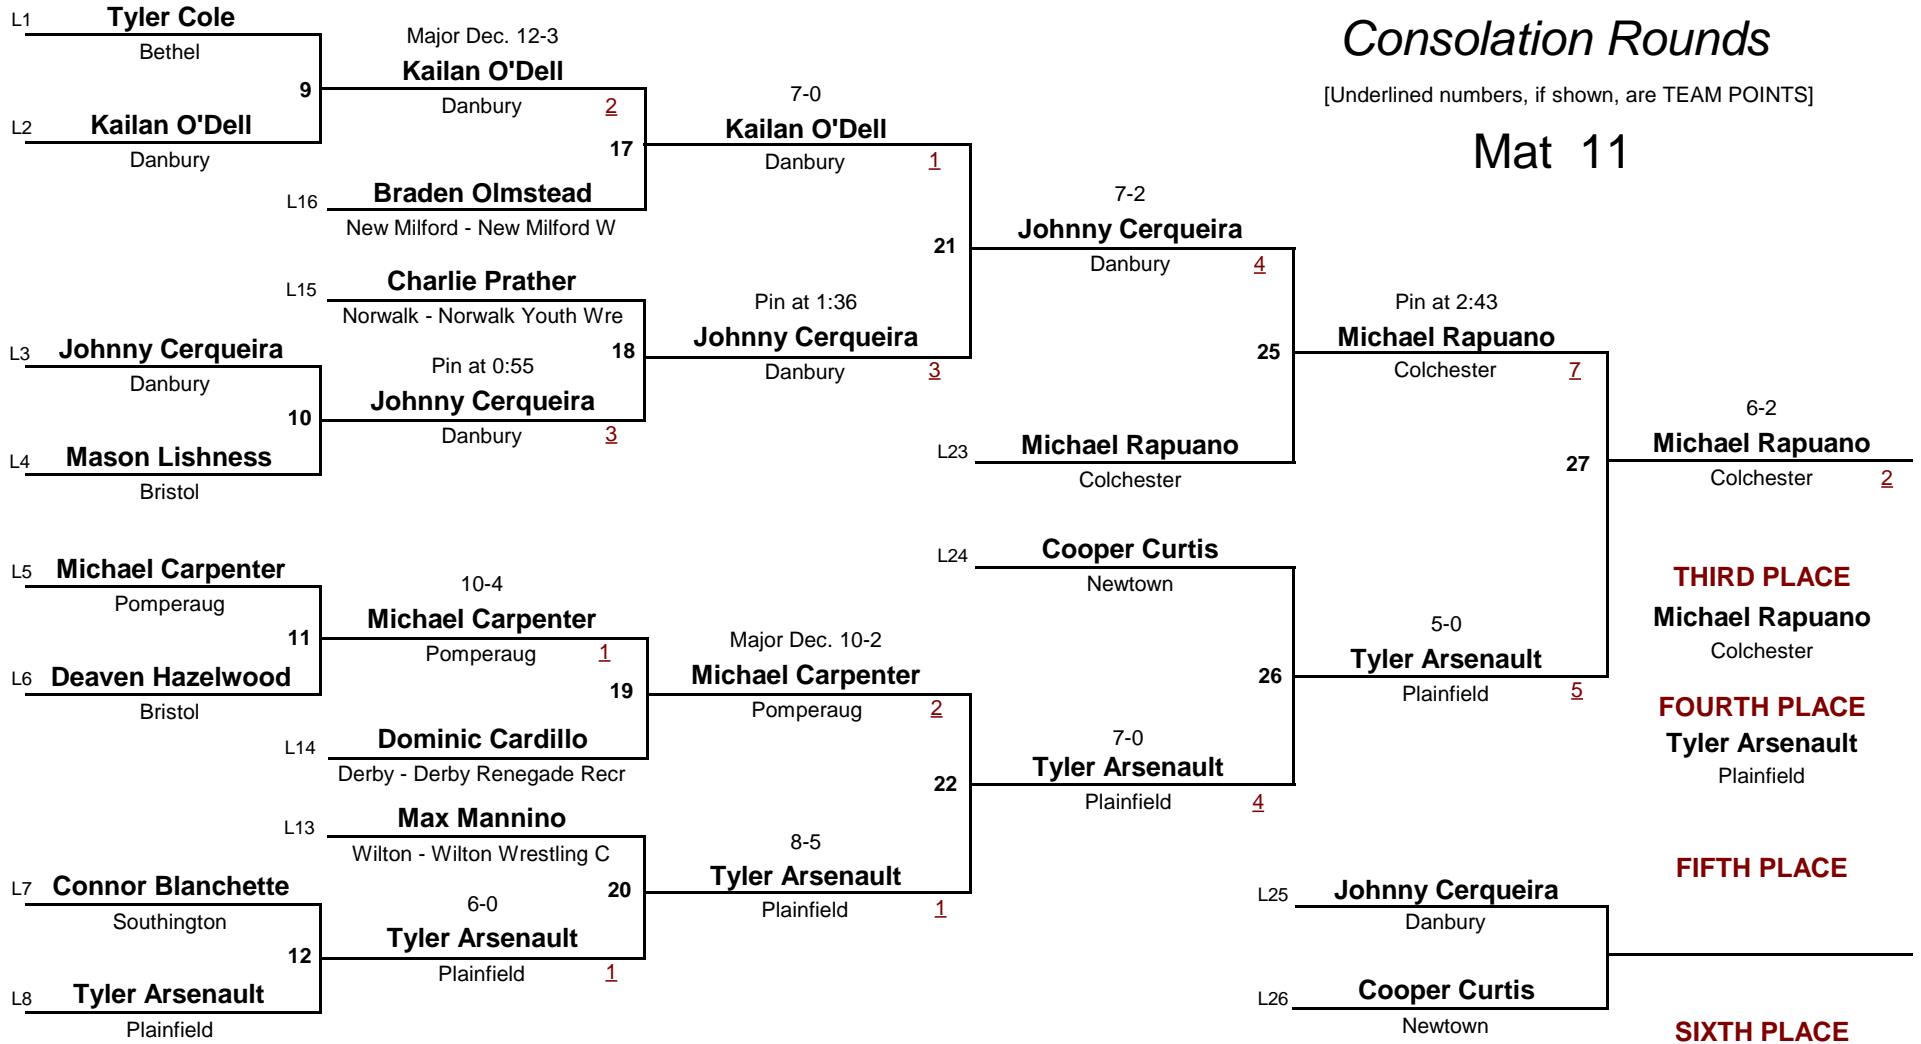 Consolation Rounds
[Underlined numbers, if shown, are TEAM POINTS]
Mat 11
L1 Tyler Cole
Bethel
9
L2 Kailan O'Dell
Danbury
Major Dec. 12-3
Kailan O'Dell
Danbury 2
17
L16 Braden Olmstead
New Milford - New Milford W
L15 Charlie Prather
Norwalk - Norwalk Youth Wre
18
L3 Johnny Cerqueira
Danbury
10
L4 Mason Lishness
Bristol
Pin at 0:55
Johnny Cerqueira
Danbury 3
7-0
Kailan O'Dell
Danbury 1
21
Pin at 1:36
Johnny Cerqueira
Danbury 3
7-2
Johnny Cerqueira
Danbury 4
25
L23 Michael Rapuano
Colchester
Pin at 2:43
Michael Rapuano
Colchester 7
27
6-2
Michael Rapuano
Colchester 2
L5 Michael Carpenter
Pomperaug
11
L6 Deaven Hazelwood
Bristol
10-4
Michael Carpenter
Pomperaug 1
19
L14 Dominic Cardillo
Derby - Derby Renegade Recr
L13 Max Mannino
Wilton - Wilton Wrestling C
20
L7 Connor Blanchette
Southington
12
L8 Tyler Arsenault
Plainfield
6-0
Tyler Arsenault
Plainfield 1
Major Dec. 10-2
Michael Carpenter
Pomperaug 2
22
8-5
Tyler Arsenault
Plainfield 1
L24 Cooper Curtis
Newtown
26
7-0
Tyler Arsenault
Plainfield 4
5-0
Tyler Arsenault
Plainfield 5
THIRD PLACE
Michael Rapuano
Colchester
FOURTH PLACE
Tyler Arsenault
Plainfield
L25 Johnny Cerqueira
Danbury
L26 Cooper Curtis
Newtown
FIFTH PLACE
SIXTH PLACE